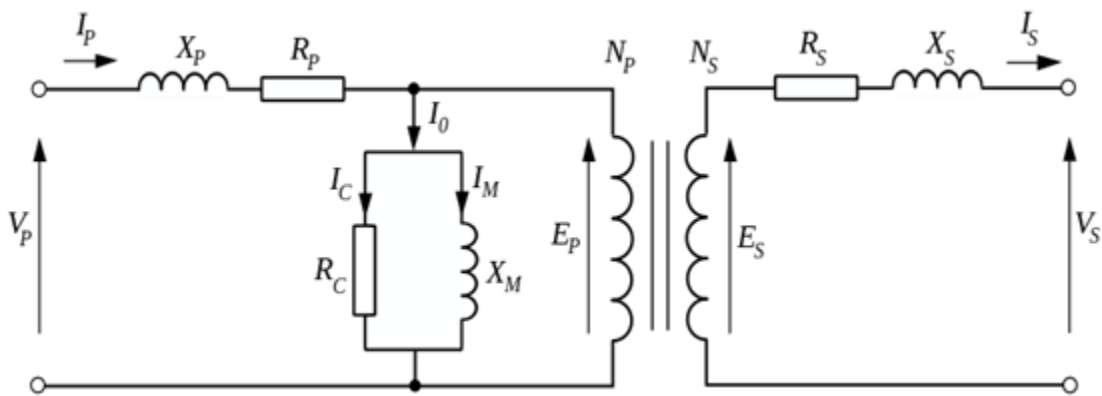 I_P
X_P
R_P
N_P
N_S
R_S
X_S
I_S
I_0
I_C
I_M
V_P
R_C
X_M
E_P
E_S
V_S